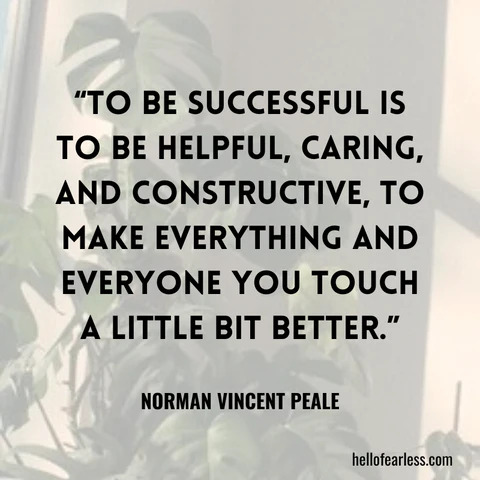 “TO BE SUCCESSFUL IS
TO BE HELPFUL, CARING,
AND CONSTRUCTIVE, TO
MAKE EVERYTHING AND
EVERYONE YOU TOUCH
A LITTLE BIT BETTER.”
NORMAN VINCENT PEALE
hellofearless.com